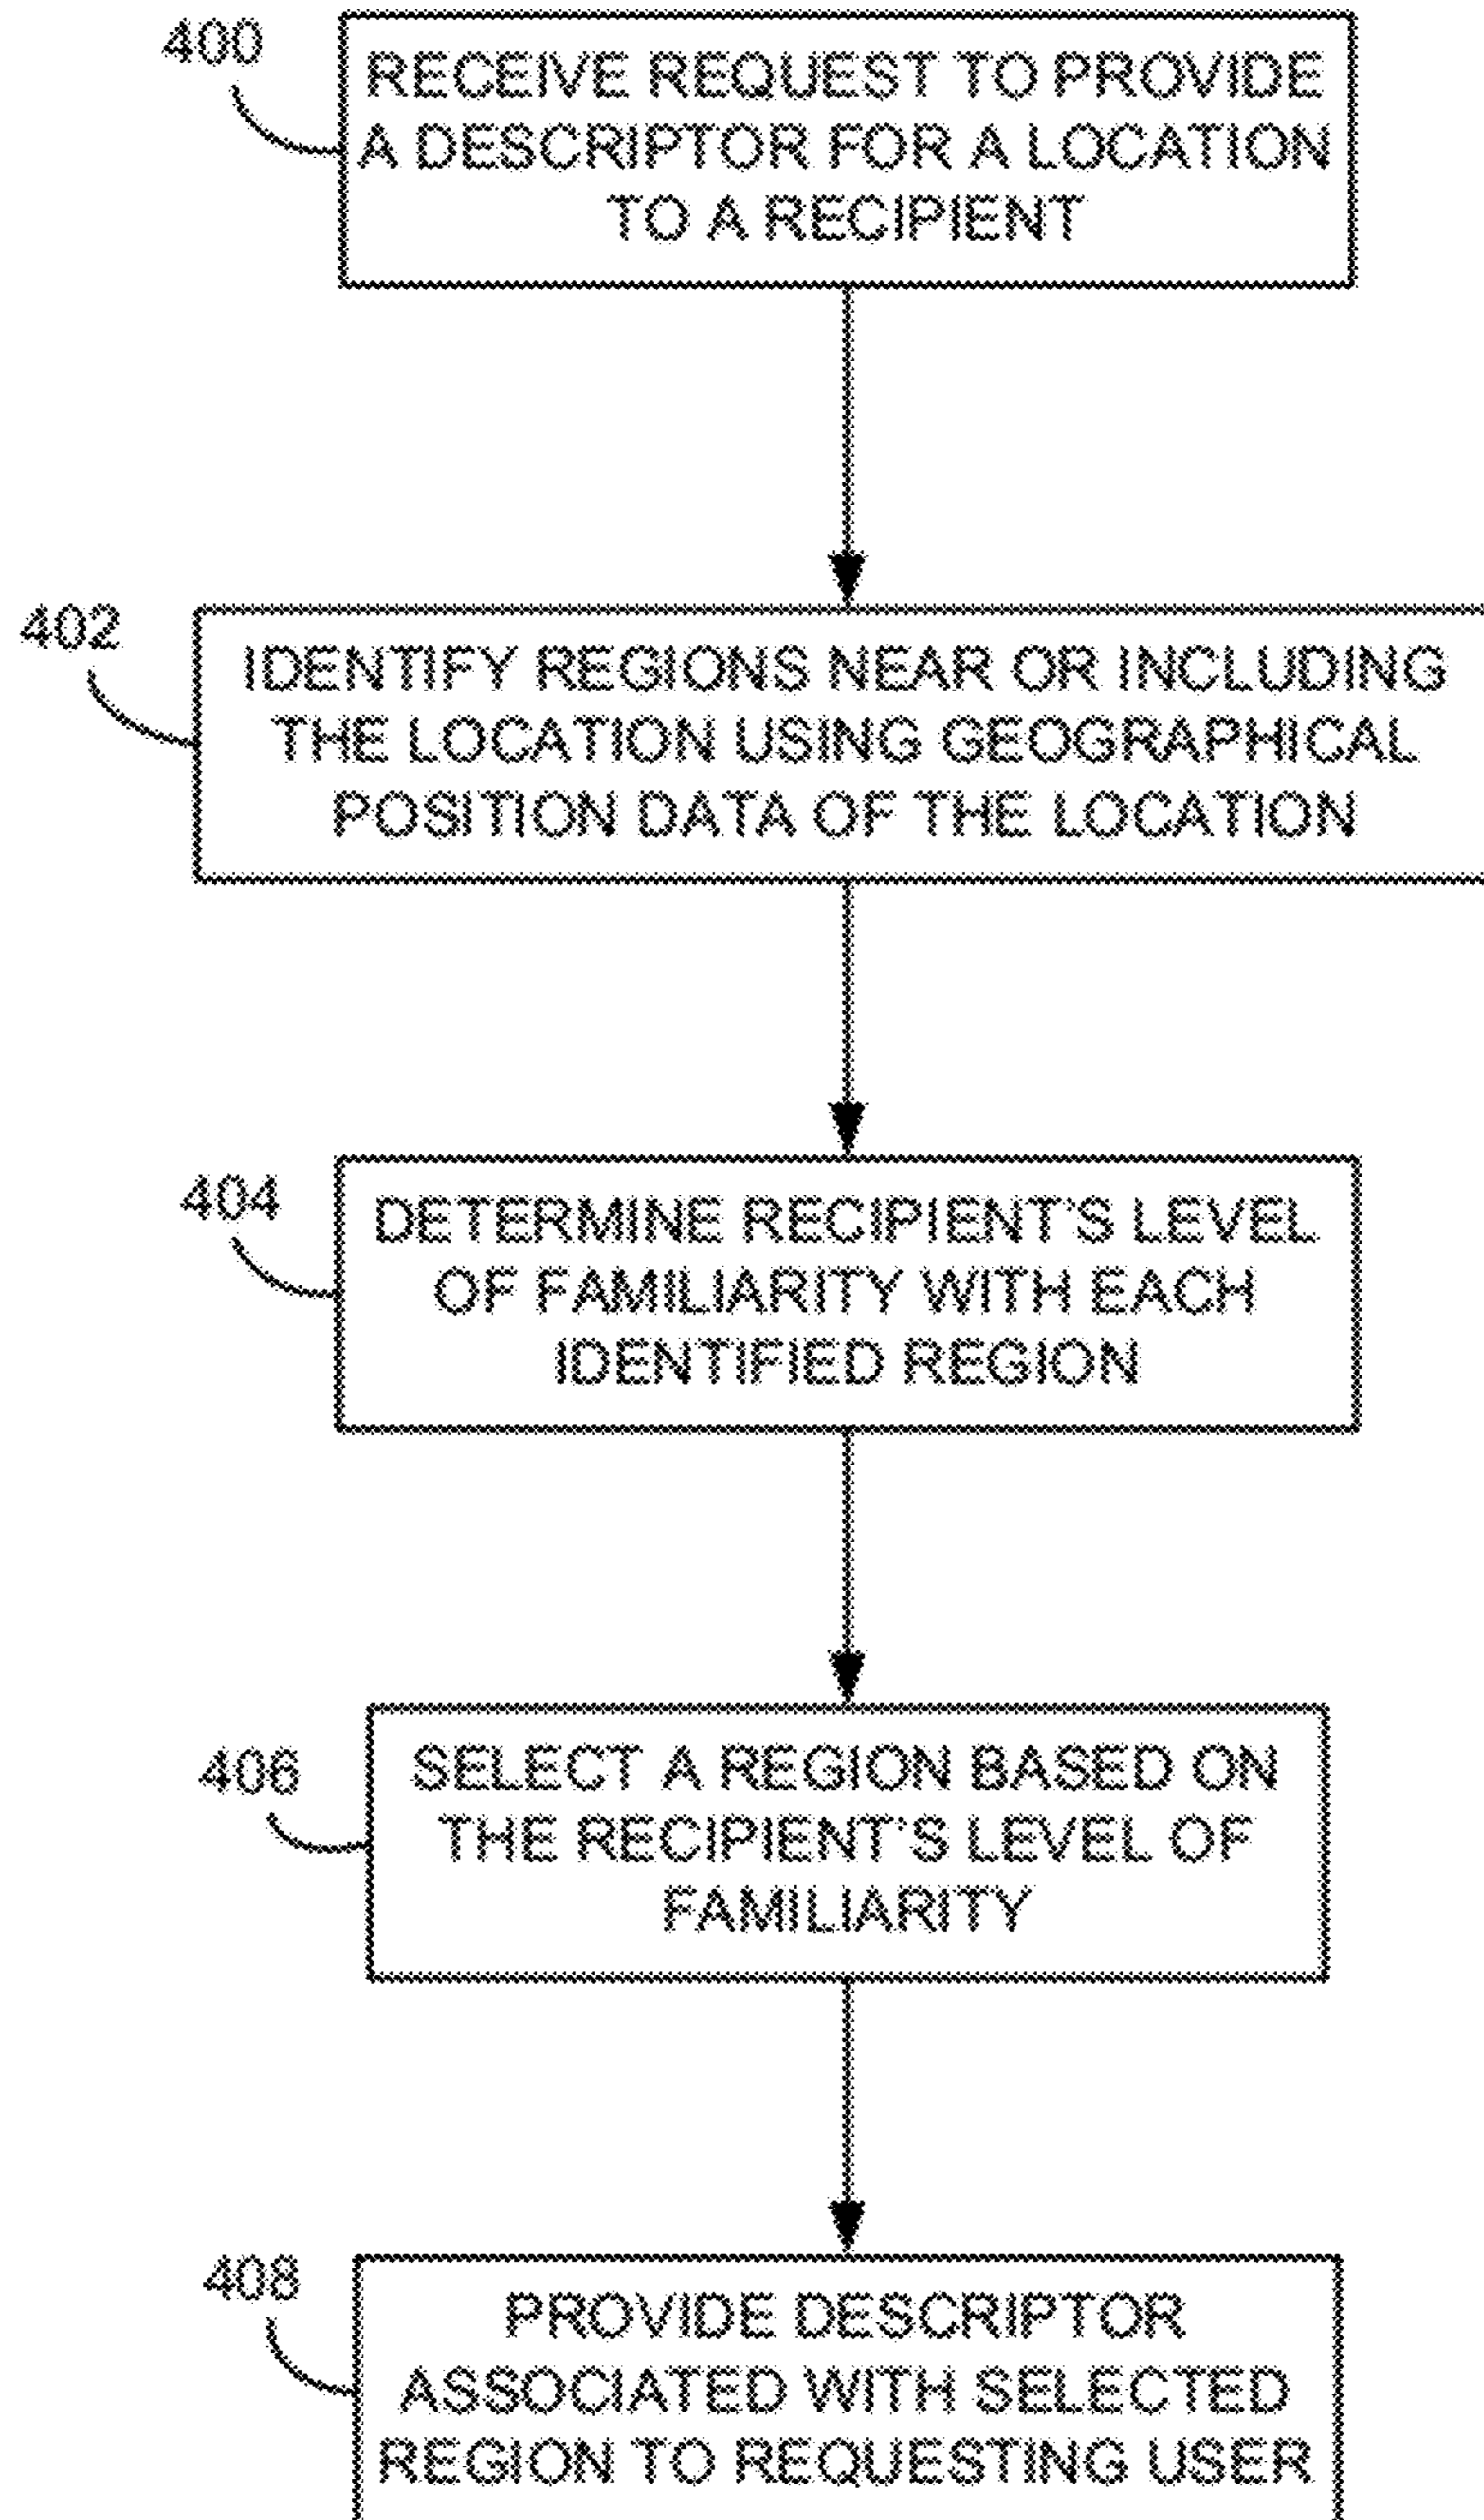 400
RECEIVE REQUEST TO PROVIDE
A DESCRIPTOR FOR A LOCATION
TO A RECIPIENT
402
IDENTIFY REGIONS NEAR OR INCLUDING
THE LOCATION USING GEOGRAPHICAL
POSITION DATA OF THE LOCATION
404
DETERMINE RECIPIENT'S LEVEL
OF FAMILIARITY WITH EACH
IDENTIFIED REGION
406
SELECT A REGION BASED ON
THE RECIPIENT'S LEVEL OF
FAMILIARITY
408
PROVIDE DESCRIPTOR
ASSOCIATED WITH SELECTED
REGION TO REQUESTING USER